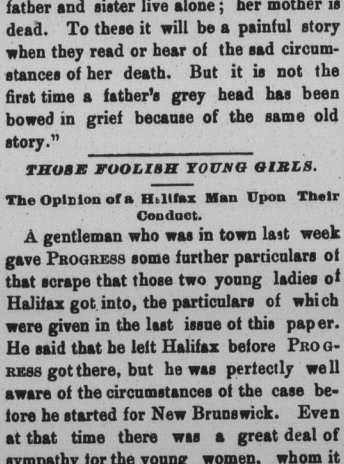 father and sister live alone; her mother is
dead. To these it will be a painful story
when they read or hear of the sad circum-
stances of her death. But it is not the
first time a father's grey head has been
bowed in grief because of the same old
story."
THOSE FOOLISH YOUNG GIRLS.
The Opinion of a Halifax Man Upon Their
Conduct.
A gentleman who was in town last week
gave PROGRESS some further particulars of
that scrape that those two young ladies of
Halifax got into, the particulars of which
were given in the last issue of this paper.
He said that he left Halifax before PROG-
RESS got there, but he was perfectly well
aware of the circumstances of the case be-
fore he started for New Brunswick. Even
at that time there was a great deal of
sympathy for the young women, whom it